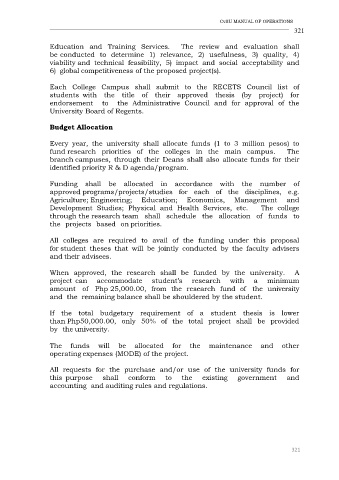 CvSU MANUAL OF OPERATIONS
321
Education and Training Services. The review and evaluation shall
be conducted to determine 1) relevance, 2) usefulness, 3) quality, 4)
viability and technical feasibility, 5) impact and social acceptability and
6) global competitiveness of the proposed project(s).
Each College Campus shall submit to the RECETS Council list of
students with the title of their approved thesis (by project) for
endorsement to the Administrative Council and for approval of the
University Board of Regents.
Budget Allocation
Every year, the university shall allocate funds (1 to 3 million pesos) to
fund research priorities of the colleges in the main campus. The
branch campuses, through their Deans shall also allocate funds for their
identified priority R & D agenda/program.
Funding shall be allocated in accordance with the number of
approved programs/projects/studies for each of the disciplines, e.g.
Agriculture; Engineering; Education; Economics, Management and
Development Studies; Physical and Health Services, etc. The college
through the research team shall schedule the allocation of funds to
the projects based on priorities.
All colleges are required to avail of the funding under this proposal
for student theses that will be jointly conducted by the faculty advisers
and their advisees.
When approved, the research shall be funded by the university. A
project can accommodate student's research with a minimum
amount of Php 25,000.00, from the research fund of the university
and the remaining balance shall be shouldered by the student.
If the total budgetary requirement of a student thesis is lower
than Php50,000.00, only 50% of the total project shall be provided
by the university.
The funds will be allocated for the maintenance and other
operating expenses (MODE) of the project.
All requests for the purchase and/or use of the university funds for
this purpose shall conform to the existing government and
accounting and auditing rules and regulations.
321